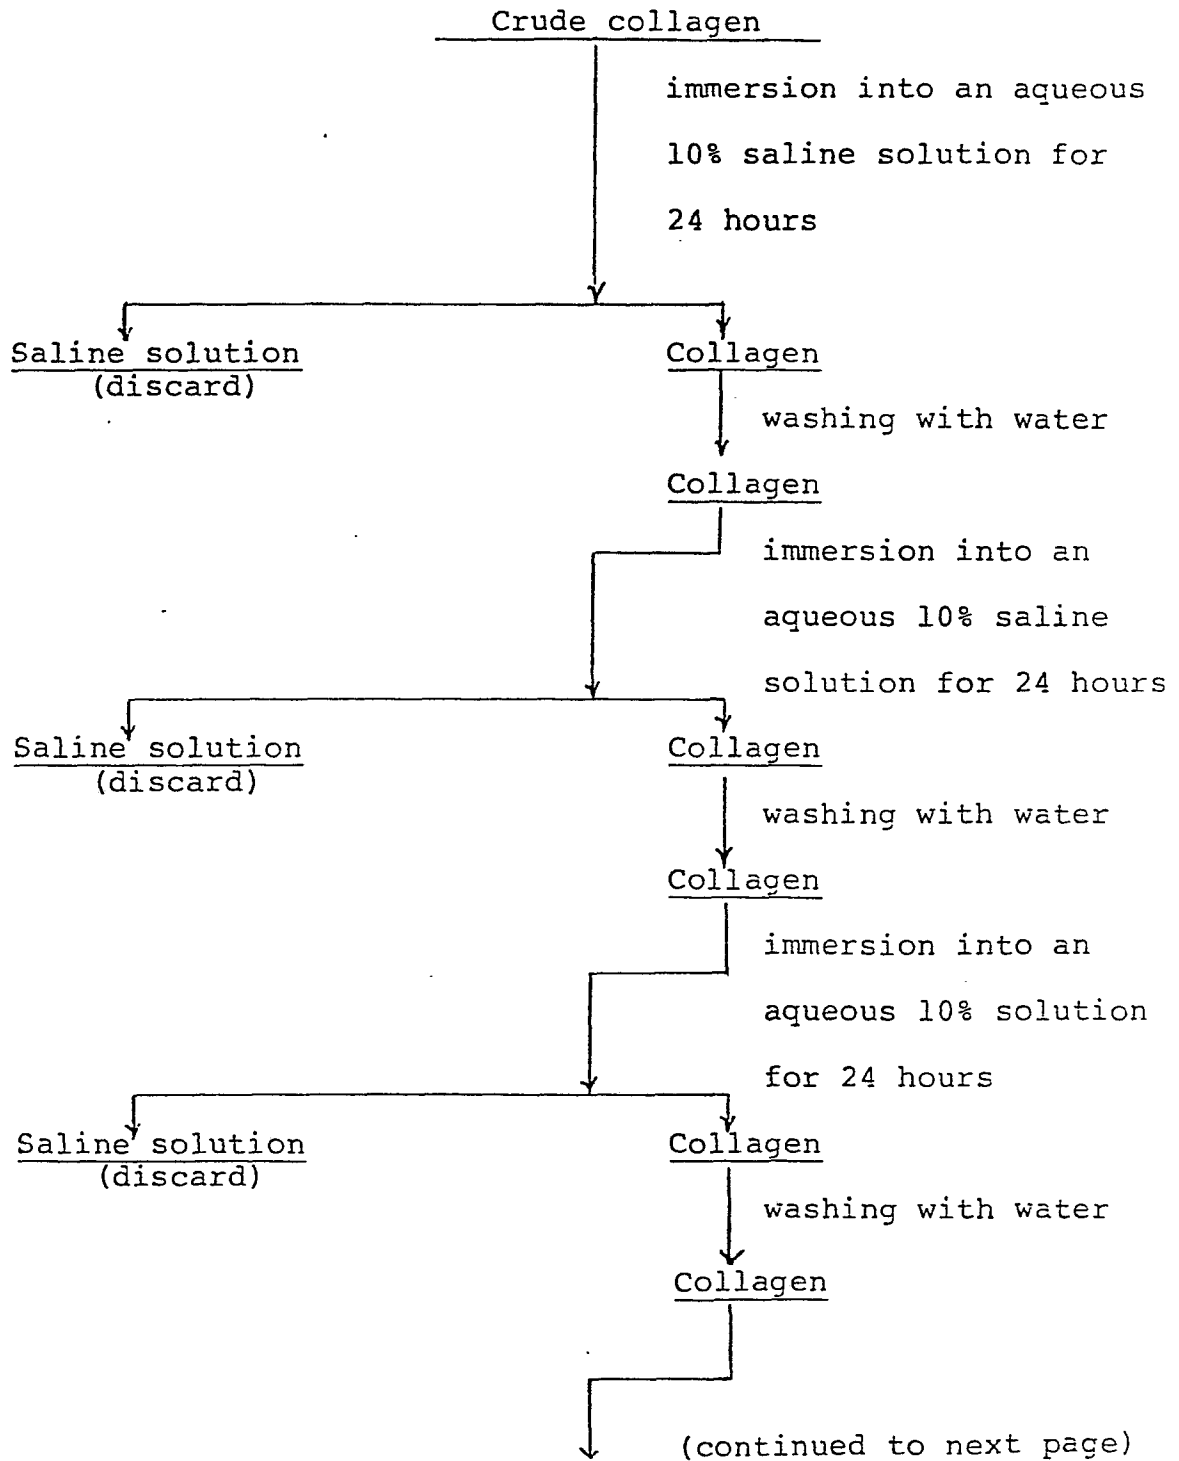 Crude collagen
immersion into an aqueous
10% saline solution for
24 hours
Saline solution
(discard)
Collagen
washing with water
Collagen
immersion into an
aqueous 10% saline
solution for 24 hours
Saline solution
(discard)
Collagen
washing with water
Collagen
immersion into an
aqueous 10% solution
for 24 hours
Saline solution
(discard)
Collagen
washing with water
Collagen
(continued to next page)